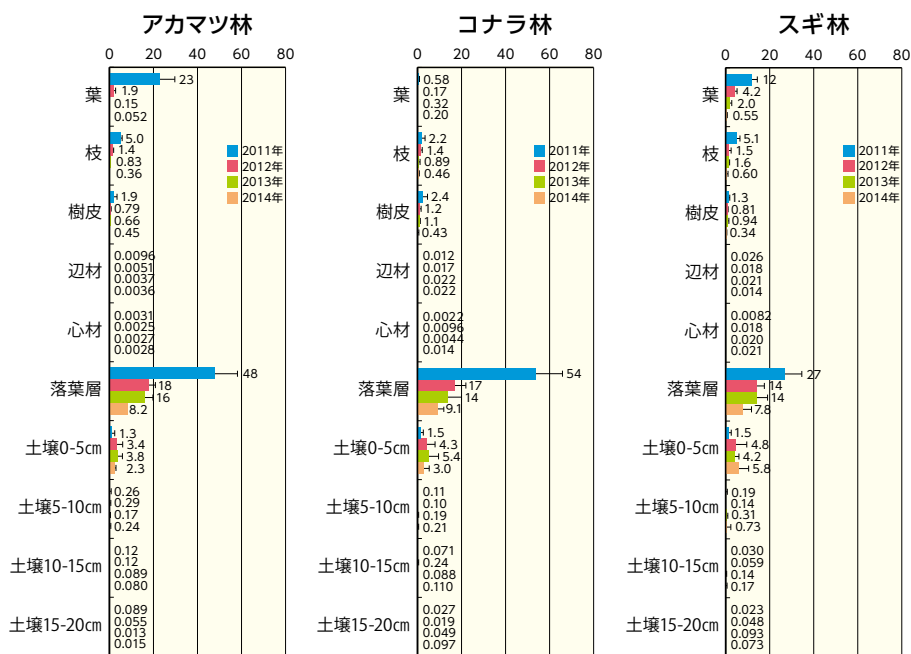 アカマツ林
0 20 40 60 80
葉
23
1.9
0.15
0.052
枝
5.0
1.4
0.83
0.36
2011年
2012年
2013年
2014年
樹皮
1.9
0.79
0.66
0.45
辺材
0.0096
0.0051
0.0037
0.0036
心材
0.0031
0.0025
0.0027
0.0028
落葉層
48
18
16
8.2
土壌0-5㎝
1.3
3.4
3.8
2.3
土壌5-10㎝
0.26
0.29
0.17
0.24
土壌10-15㎝
0.12
0.12
0.089
0.080
土壌15-20㎝
0.089
0.055
0.013
0.015
コナラ林
0 20 40 60 80
葉
0.58
0.17
0.32
0.20
枝
2.2
1.4
0.89
0.46
2011年
2012年
2013年
2014年
樹皮
2.4
1.2
1.1
0.43
辺材
0.012
0.017
0.022
0.022
心材
0.0022
0.0096
0.0044
0.014
落葉層
54
17
14
9.1
土壌0-5㎝
1.5
4.3
5.4
3.0
土壌5-10㎝
0.11
0.10
0.19
0.21
土壌10-15㎝
0.071
0.24
0.088
0.110
土壌15-20㎝
0.027
0.019
0.049
0.097
スギ林
0 20 40 60 80
葉
12
4.2
2.0
0.55
枝
5.1
1.5
1.6
0.60
2011年
2012年
2013年
2014年
樹皮
1.3
0.81
0.94
0.34
辺材
0.026
0.018
0.021
0.014
心材
0.0082
0.018
0.020
0.021
落葉層
27
14
14
7.8
土壌0-5㎝
1.5
4.8
4.2
5.8
土壌5-10㎝
0.19
0.14
0.31
0.73
土壌10-15㎝
0.030
0.059
0.14
0.17
土壌15-20㎝
0.023
0.048
0.093
0.073